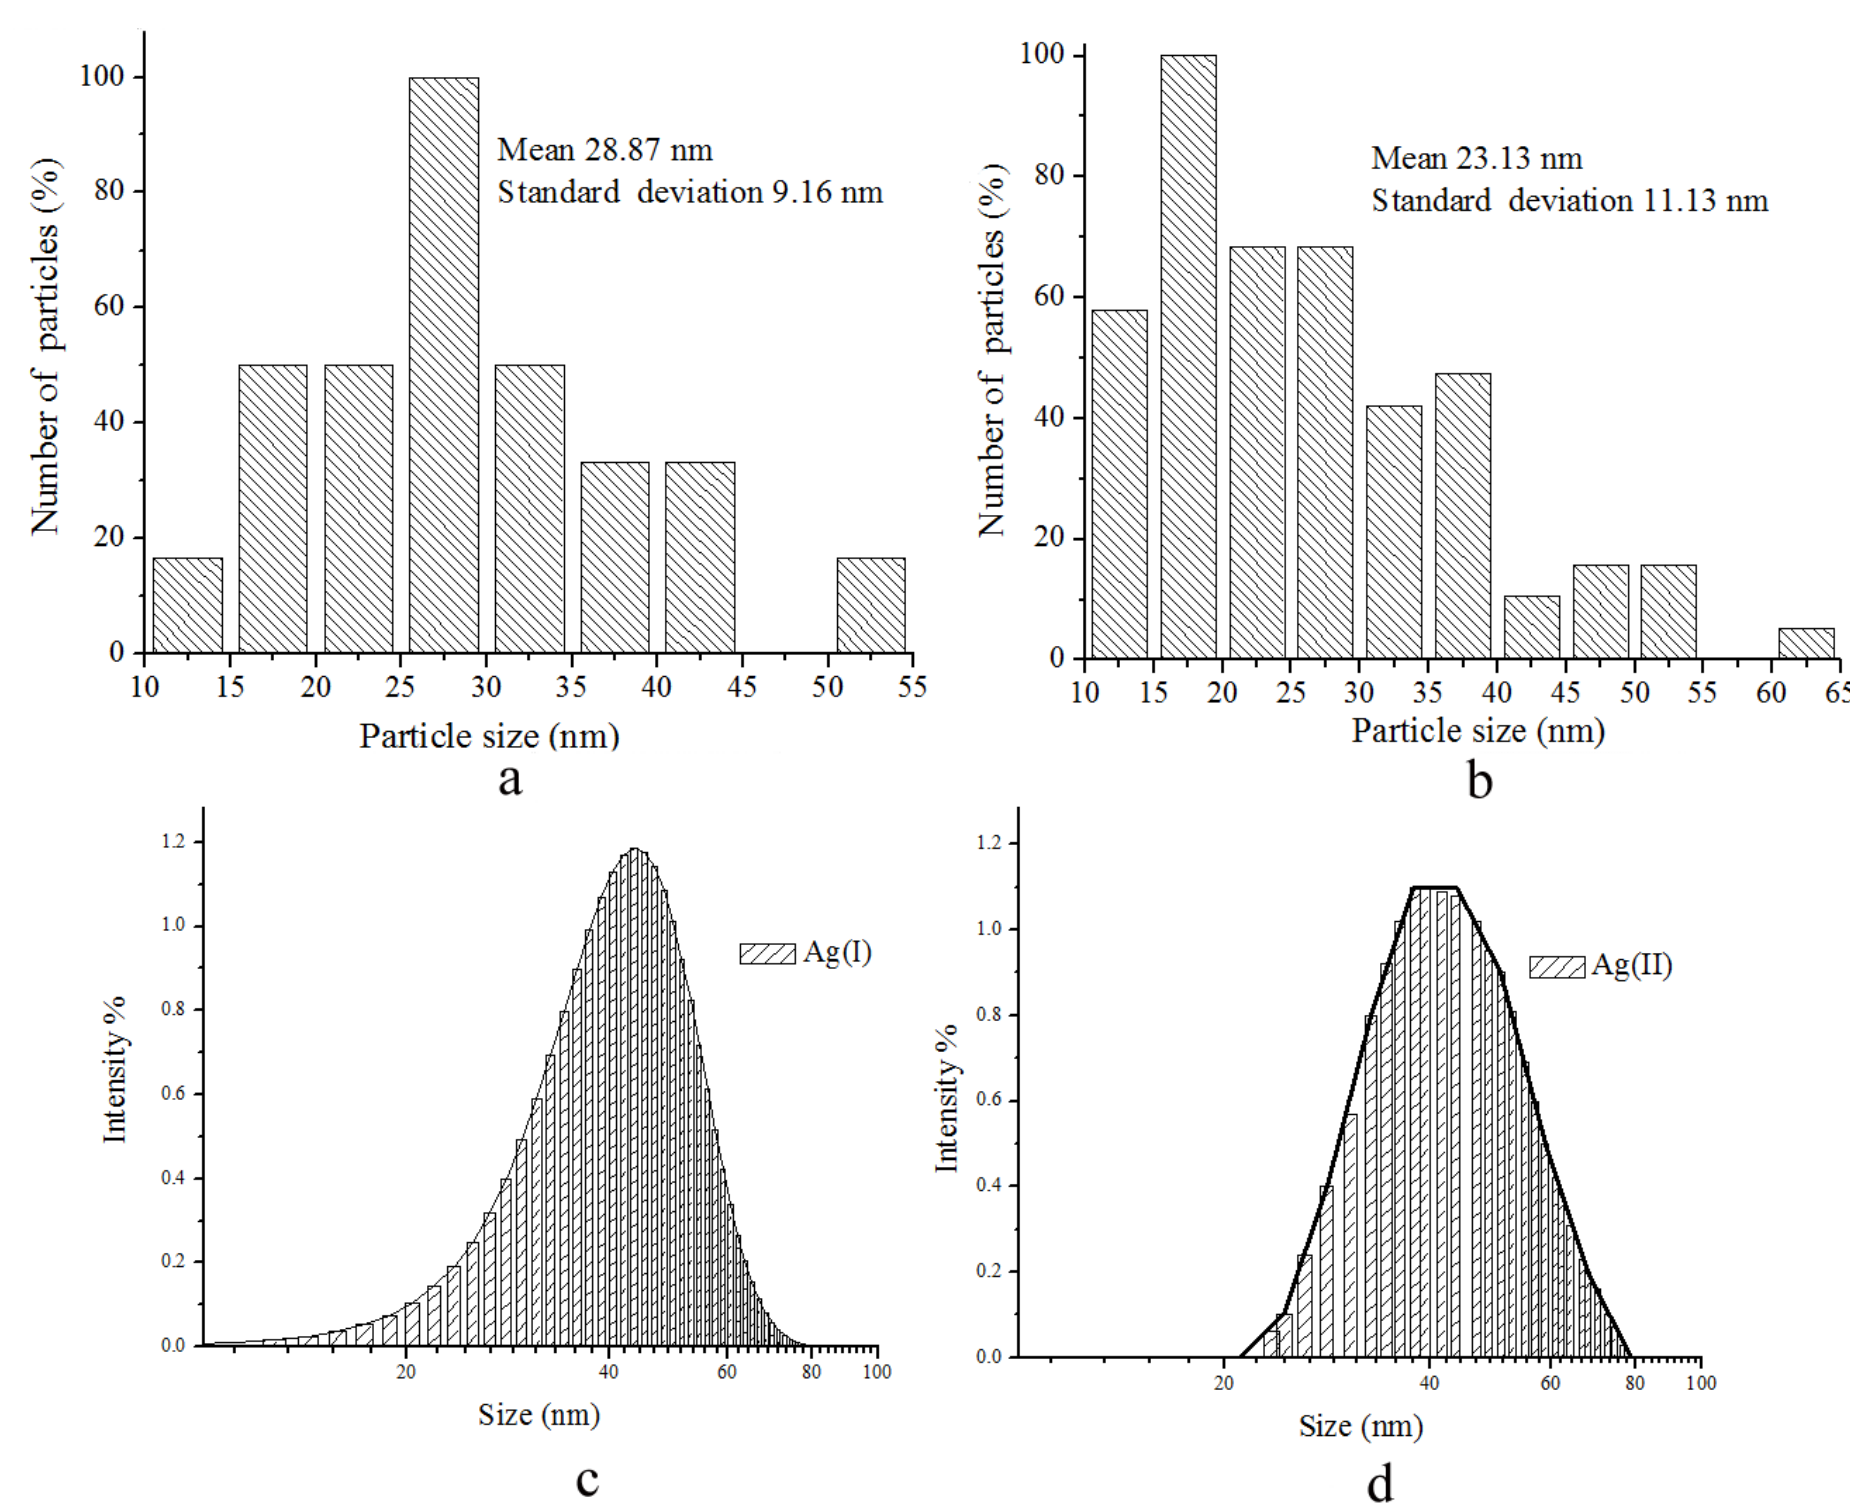 Number of particles (%)
100
80
60
40
20
0
Mean 28.87 nm
Standard deviation 9.16 nm
10 15 20 25 30 35 40 45 50 55
Particle size (nm)
a
Number of particles (%)
100
80
60
40
20
0
Mean 23.13 nm
Standard deviation 11.13 nm
10 15 20 25 30 35 40 45 50 55 60 65
Particle size (nm)
b
Intensity %
1.2
1.0
0.8
0.6
0.4
0.2
0.0
Ag(I)
20 40 60 80 100
Size (nm)
c
Intensity %
1.2
1.0
0.8
0.6
0.4
0.2
0.0
Ag(II)
20 40 60 80 100
Size (nm)
d